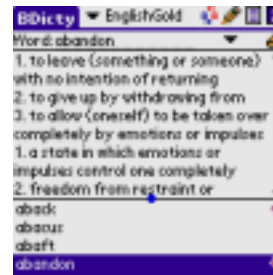 BDicty EnglishGold
Word: abandon
1. to leave (something or someone)
with no intention of returning
2. to give up by withdrawing from
3. to allow (oneself) to be taken over
completely by emotions or impulses
1. a state in which emotions or
impulses control one completely
2. freedom from restraint or
aback
abacus
abaft
abandon